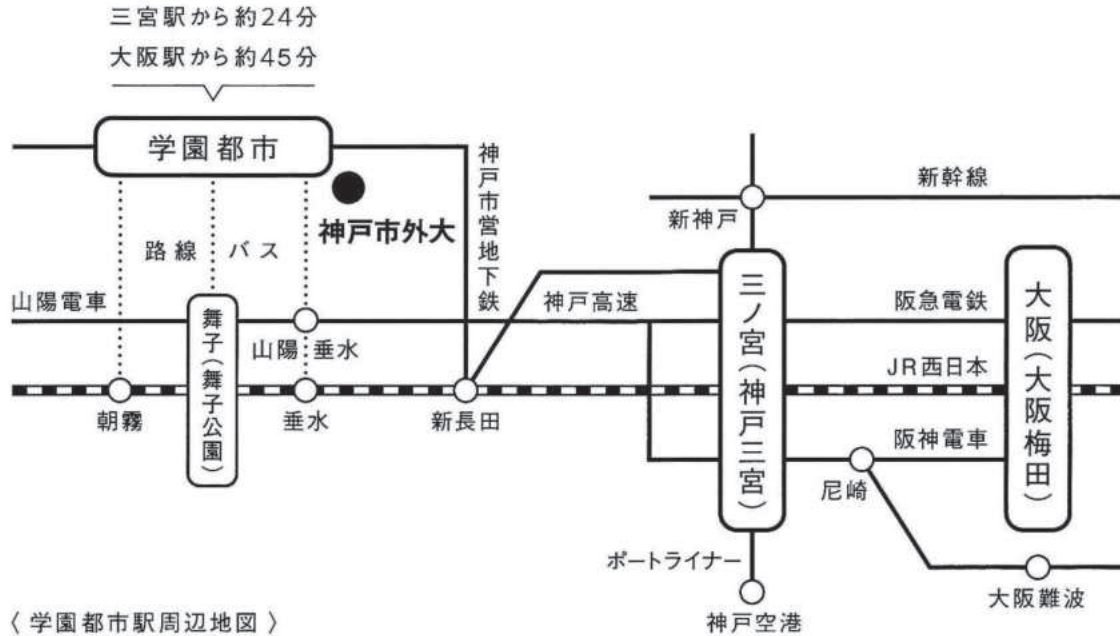 三宮駅から約24分
大阪駅から約45分
学園都市
神戸市外大
路線バス
神戸市営地下鉄
新幹線
新神戸
山陽電車
舞子(舞子公園)
山陽垂水
神戸高速
三ノ宮(神戸三宮)
阪急電鉄
大阪(大阪梅田)
JR西日本
朝霧
垂水
新長田
阪神電車
尼崎
ポートライナー
大阪難波
神戸空港
〈学園都市駅周辺地図〉